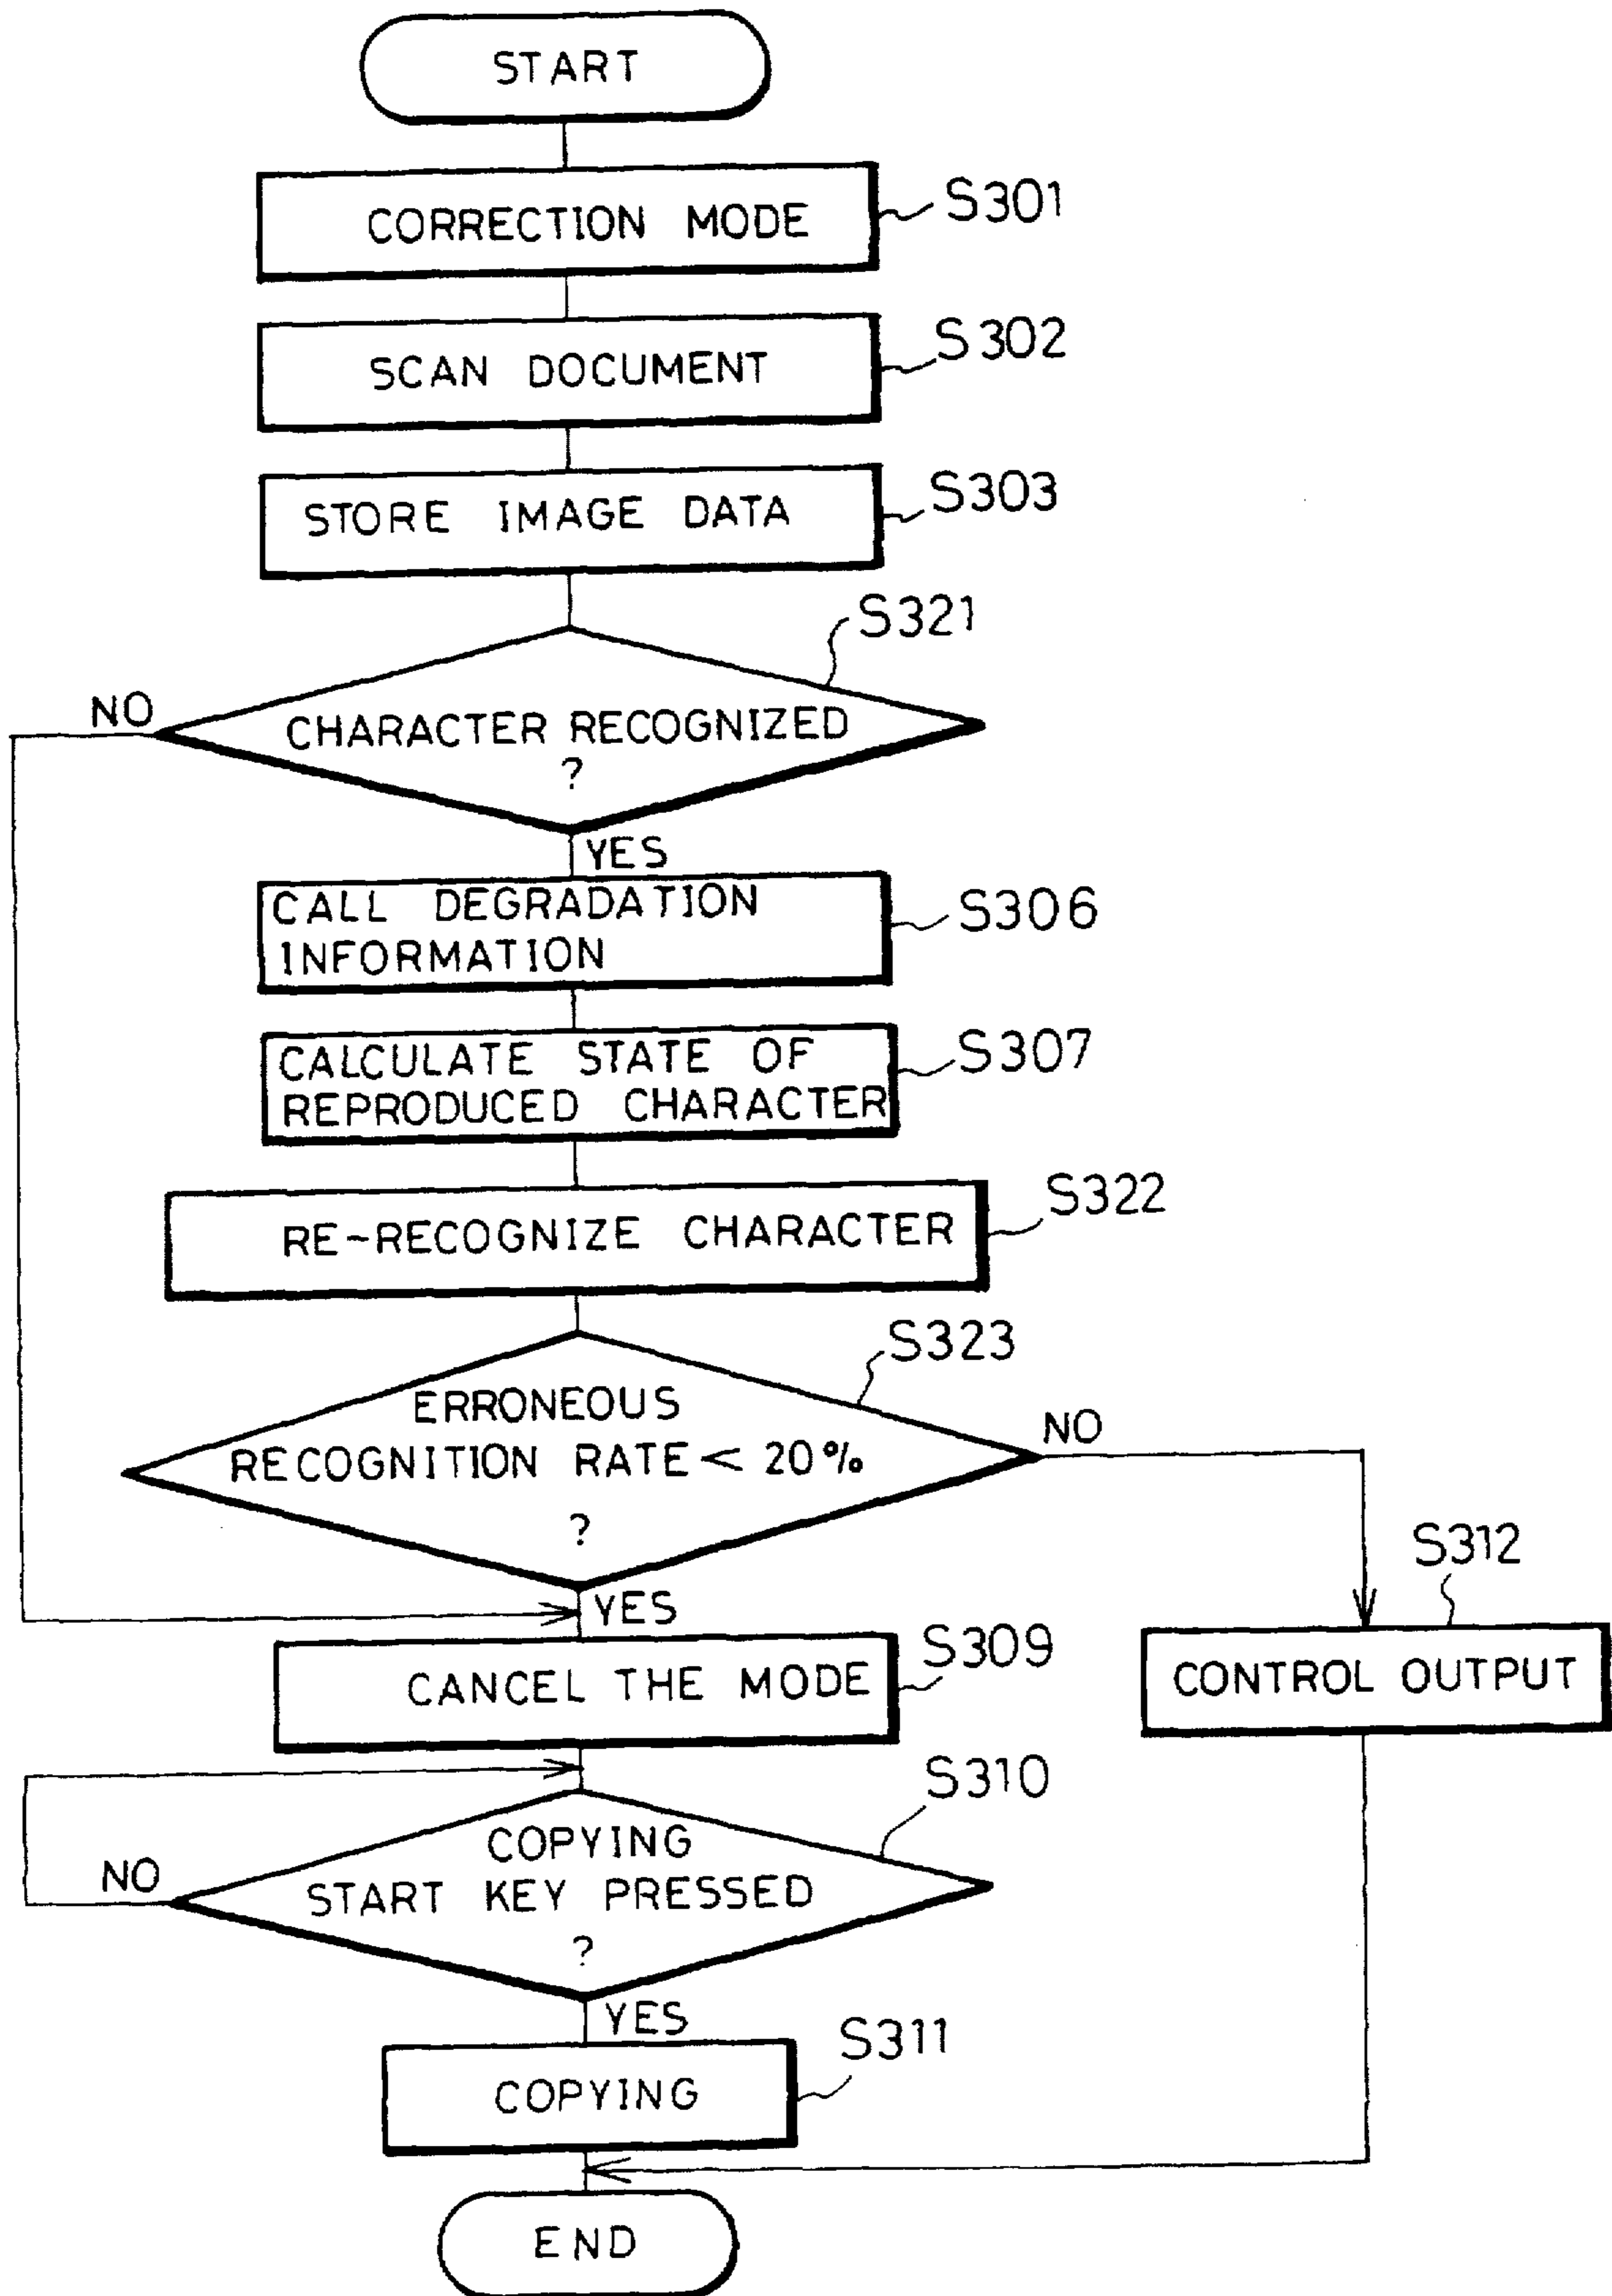 START
CORRECTION MODE
S301
SCAN DOCUMENT
S302
STORE IMAGE DATA
S303
S321
NO
CHARACTER RECOGNIZED
?
YES
CALL DEGRADATION
INFORMATION
S306
CALCULATE STATE OF
REPRODUCED CHARACTER
S307
RE-RECOGNIZE CHARACTER
S322
S323
ERRONEOUS
RECOGNITION RATE < 20%
?
NO
YES
S312
CANCEL THE MODE
S309
CONTROL OUTPUT
S310
COPYING
START KEY PRESSED
?
NO
YES
COPYING
S311
END